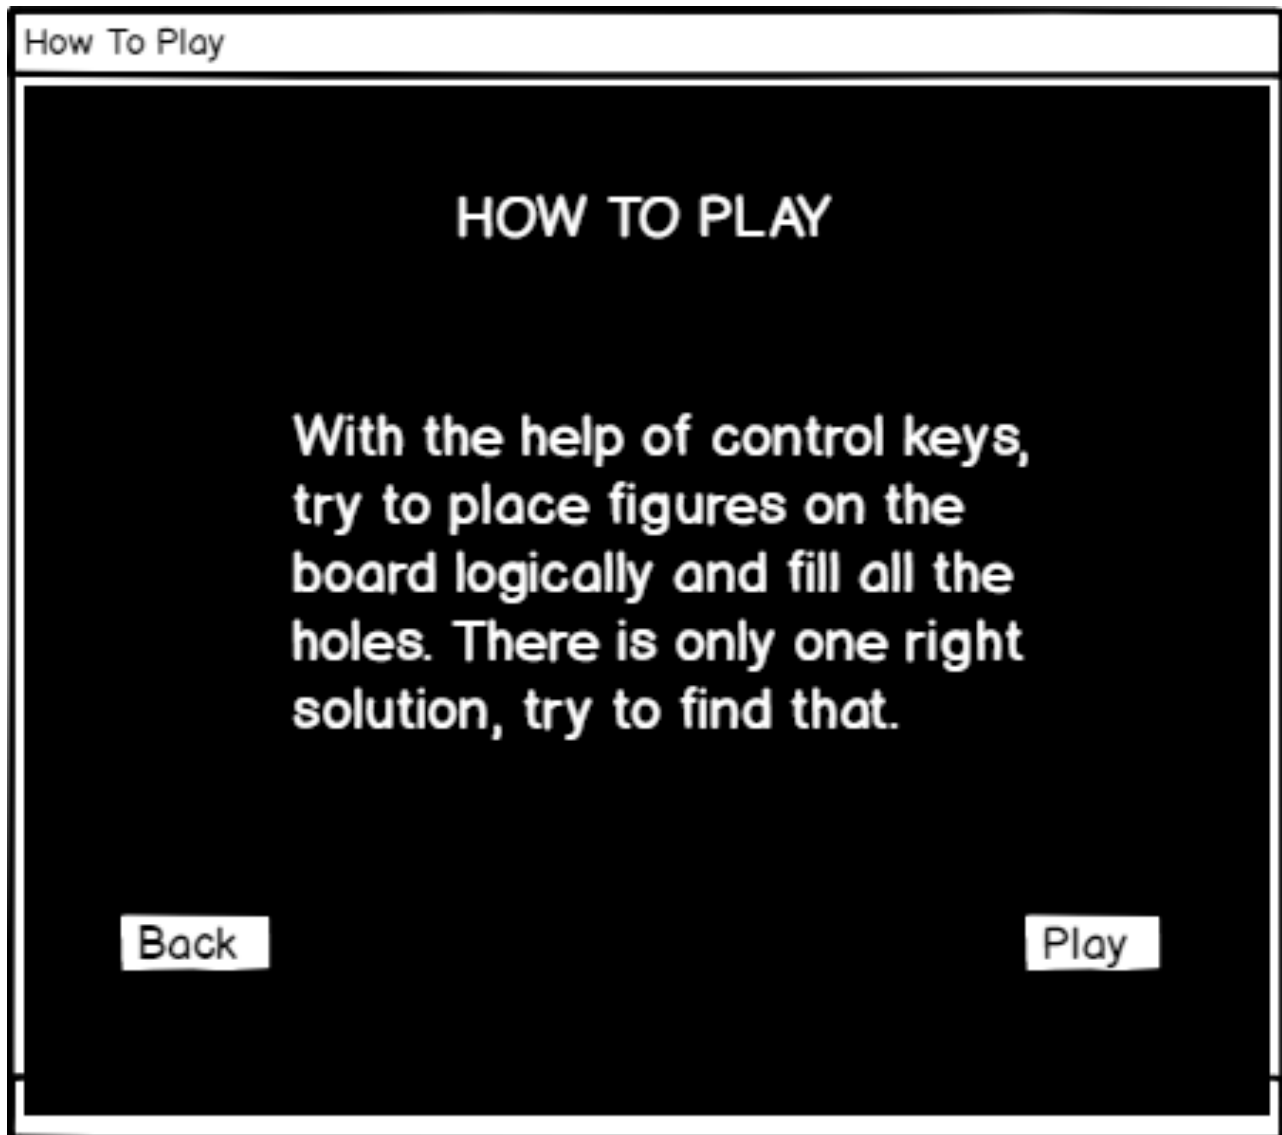 How To Play
HOW TO PLAY
With the help of control keys,
try to place figures on the
board logically and fill all the
holes. There is only one right
solution, try to find that.
Back
Play